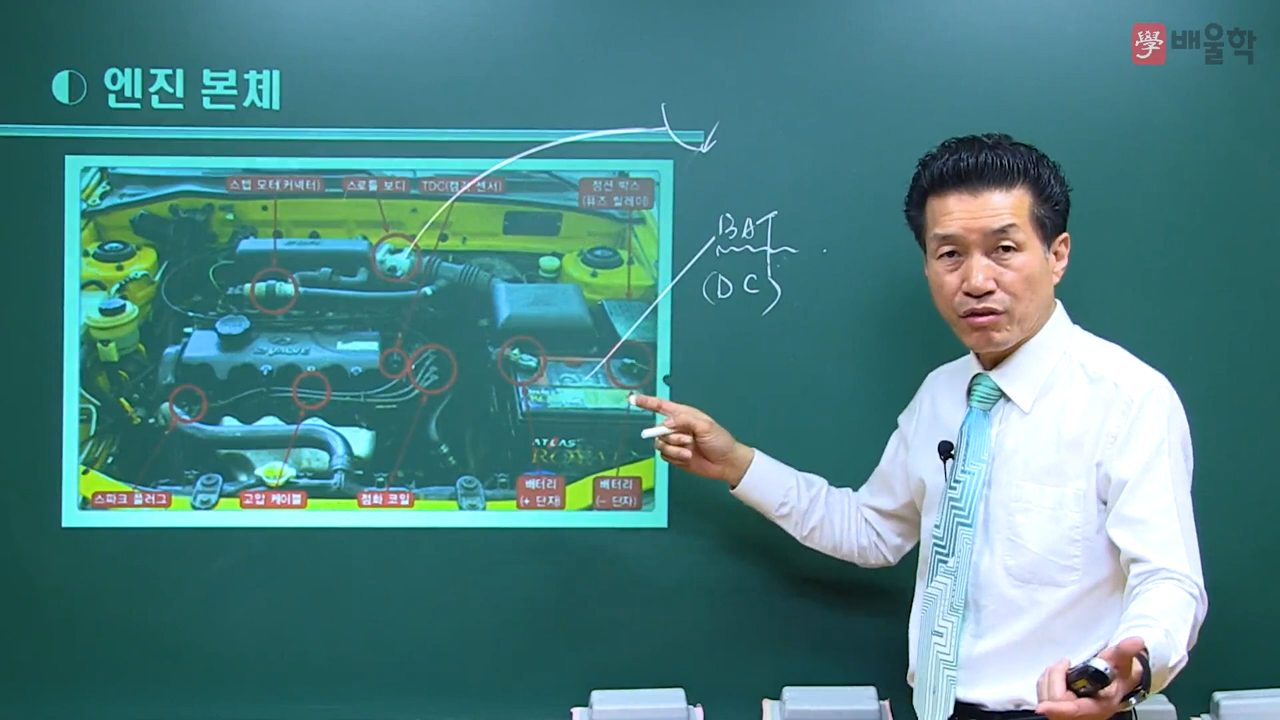 學 배울학
엔진 본체
스텝 모터(커넥터)
스로틀 보디
정션 박스
(퓨즈 릴레이)
BAT
(DC)
ATLAS
스파크 플러그
고압 케이블
점화 코일
배터리
(+ 단자)
배터리
(- 단자)